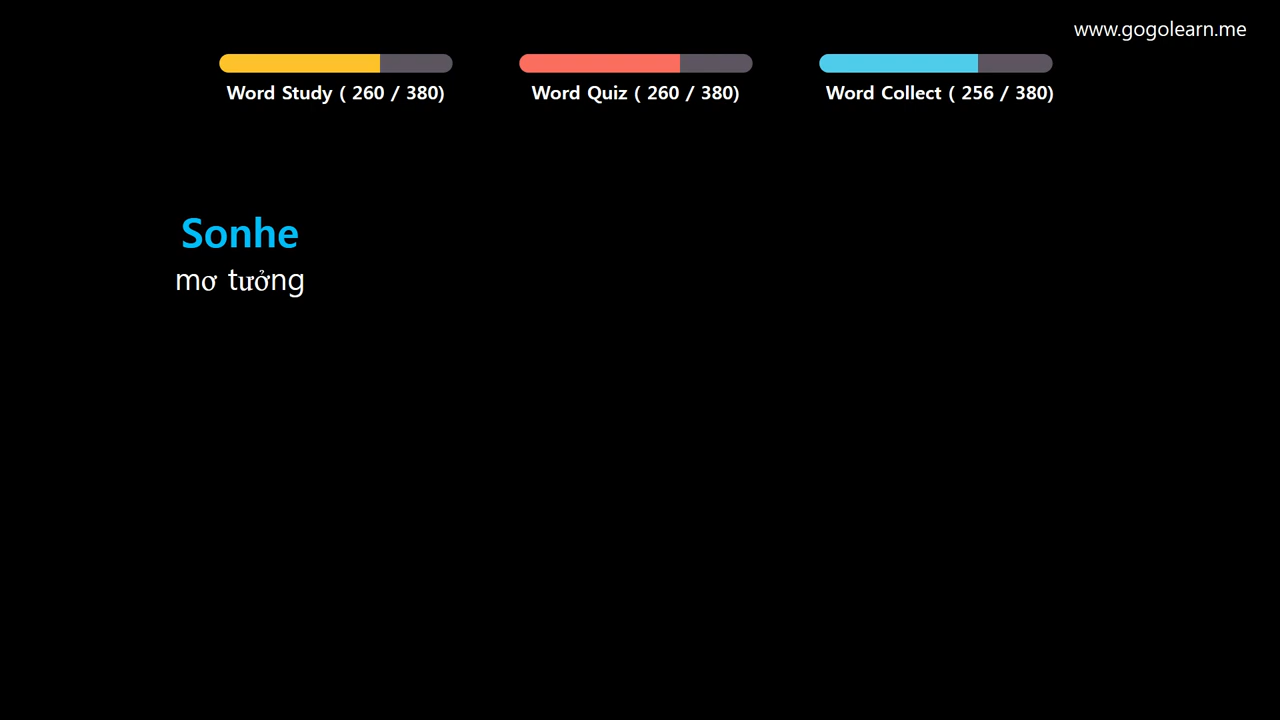 www.gogolearn.me
Word Study ( 260 / 380)
Word Quiz ( 260 / 380)
Word Collect ( 256 / 380)
Sonhe
mơ tưởng